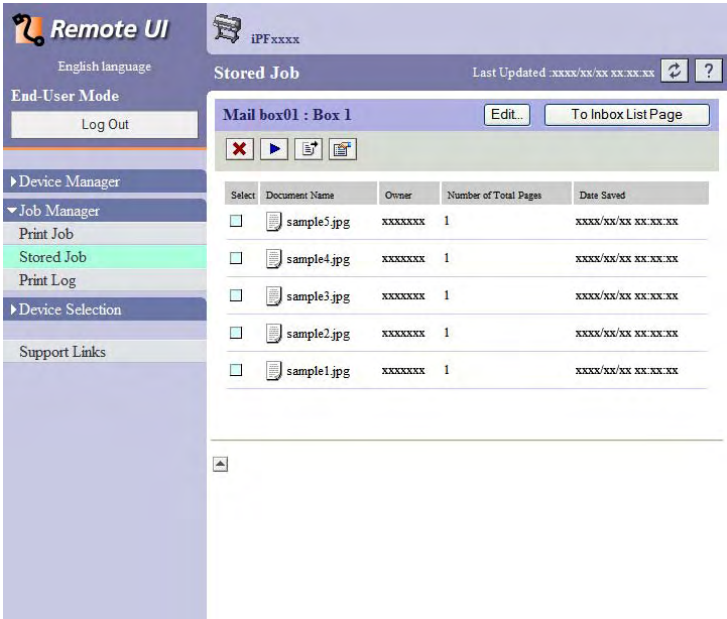 Remote UI
English language
End-User Mode
Log Out
Device Manager
Job Manager
Print Job
Stored Job
Print Log
Device Selection
Support Links
iPFxxxx
Stored Job Last Updated :xxxx/xx/xx xx:xx:xx ?
Mail box01 : Box 1 Edit... To Inbox List Page
Select Document Name Owner Number of Total Pages Date Saved
sample5.jpg xxxxxxx 1 xxxx/xx/xx xx:xx:xx
sample4.jpg xxxxxxx 1 xxxx/xx/xx xx:xx:xx
sample3.jpg xxxxxxx 1 xxxx/xx/xx xx:xx:xx
sample2.jpg xxxxxxx 1 xxxx/xx/xx xx:xx:xx
sample1.jpg xxxxxxx 1 xxxx/xx/xx xx:xx:xx